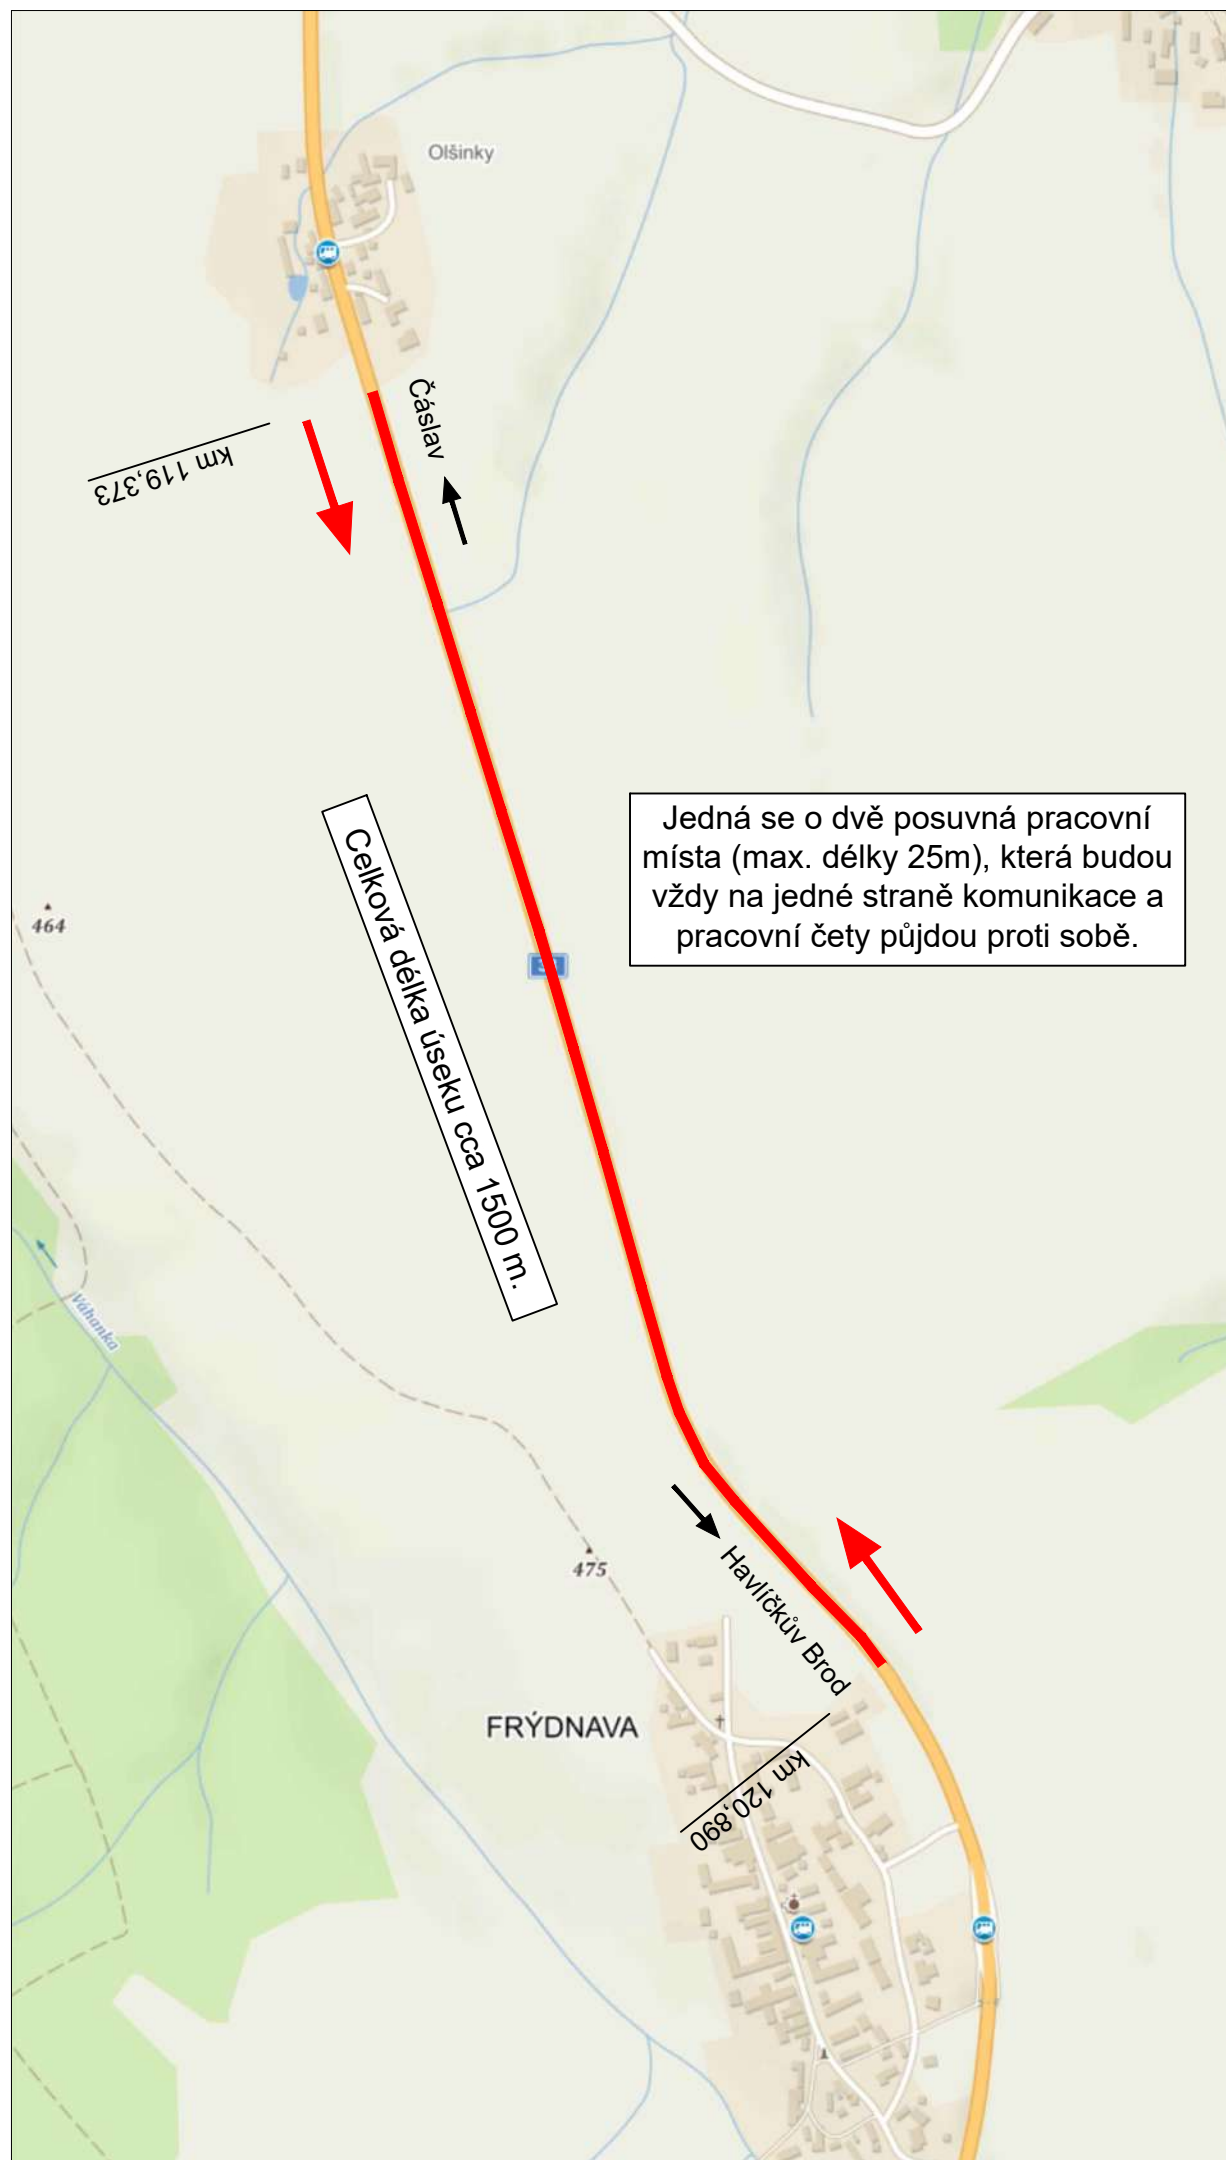 Olšinky
Čáslav
km 119,373
Jedná se o dvě posuvná pracovní
místa (max. délky 25m), která budou
vždy na jedné straně komunikace a
pracovní čety půjdou proti sobě.
Celková délka úseku cca 1500 m.
464
Váhanka
475
Havlíčkův Brod
FRÝDNAVA
km 120,890